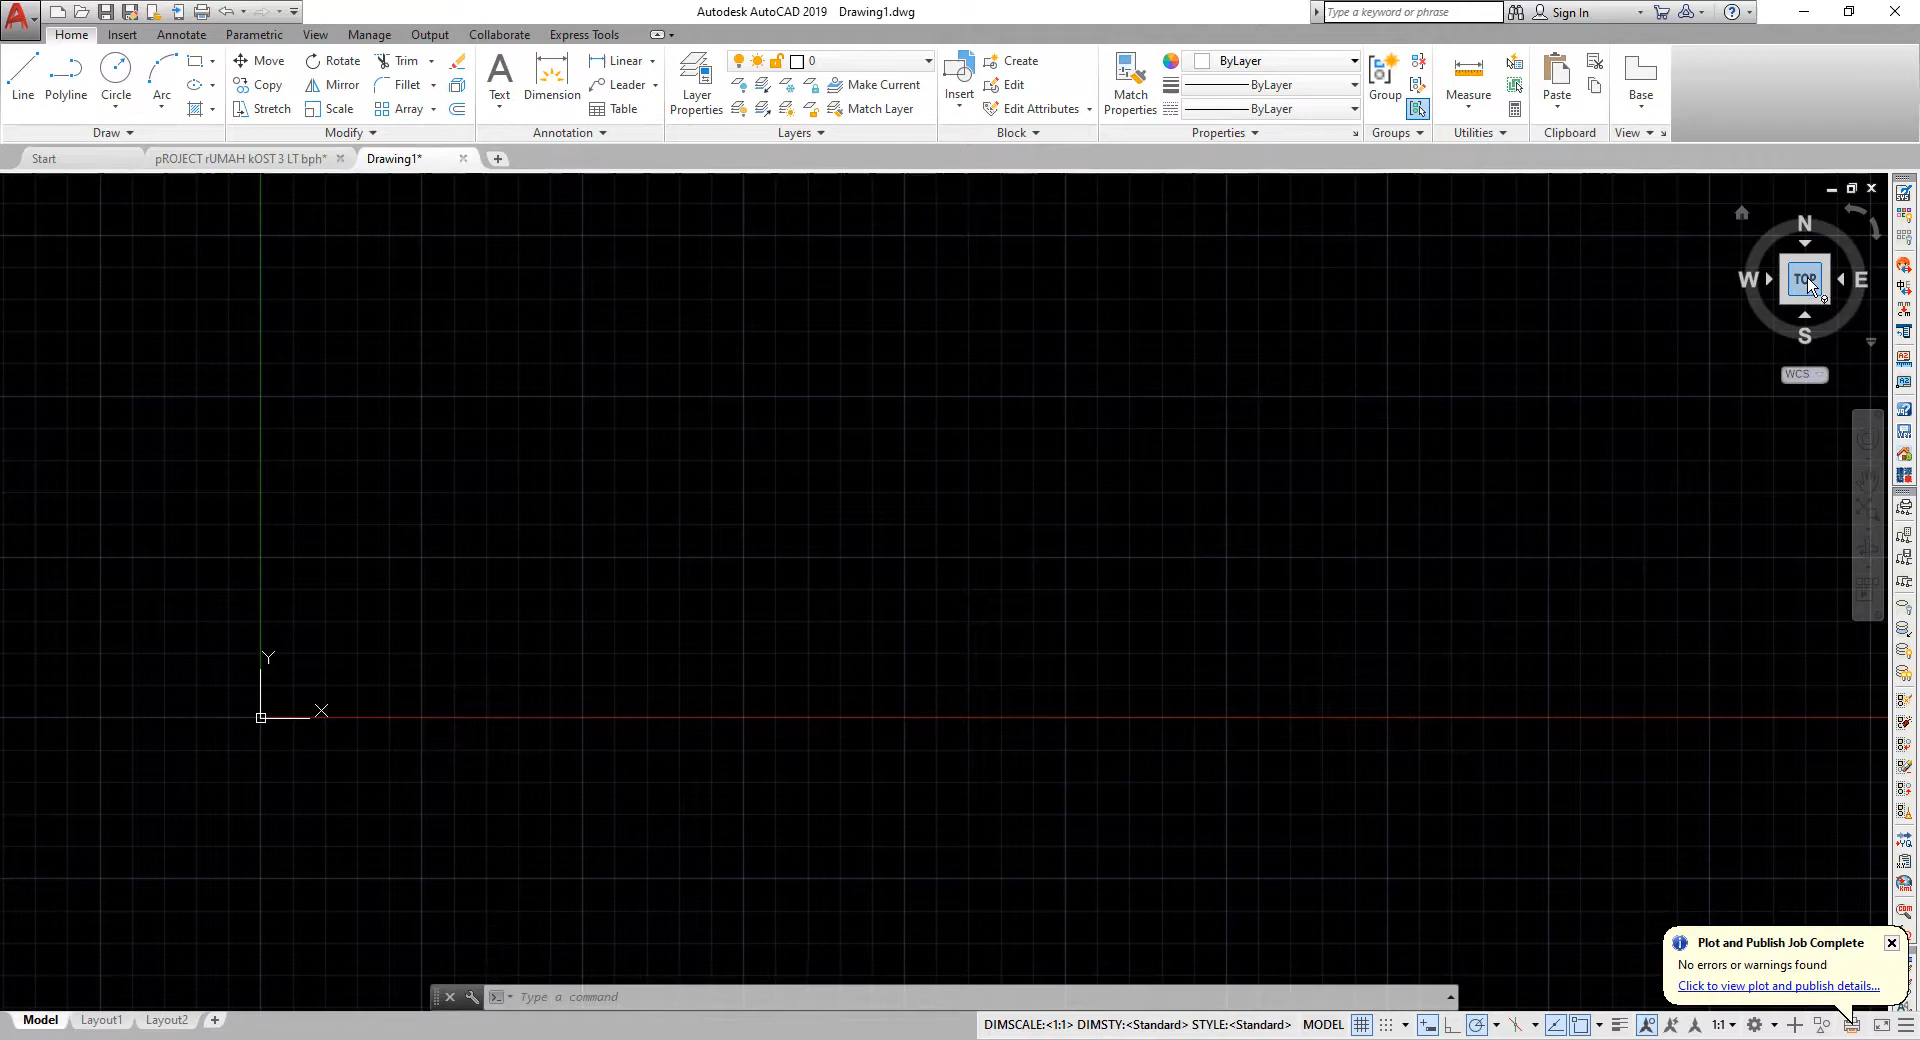 Autodesk AutoCAD 2019 Drawing1.dwg
Type a keyword or phrase
Sign In
Home Insert Annotate Parametric View Manage Output Collaborate Express Tools
Line Polyline Circle Arc
Draw
Move Rotate Trim
Copy Mirror Fillet
Stretch Scale Array
Modify
Text Dimension
Linear
Leader
Table
Annotation
Layer Properties
0
Make Current
Match Layer
Layers
Insert
Create
Edit
Edit Attributes
Block
Match Properties
ByLayer
ByLayer
ByLayer
Properties
Group
Groups
Measure
Utilities
Paste
Clipboard
Base
View
Start pROJECT rUMAH kOST 3 LT bph* Drawing1*
N
W TOP E
S
WCS
Y
X
Plot and Publish Job Complete
No errors or warnings found
Click to view plot and publish details...
Type a command
Model Layout1 Layout2
DIMSCALE:<1:1> DIMSTY:<Standard> STYLE:<Standard> MODEL 1:1